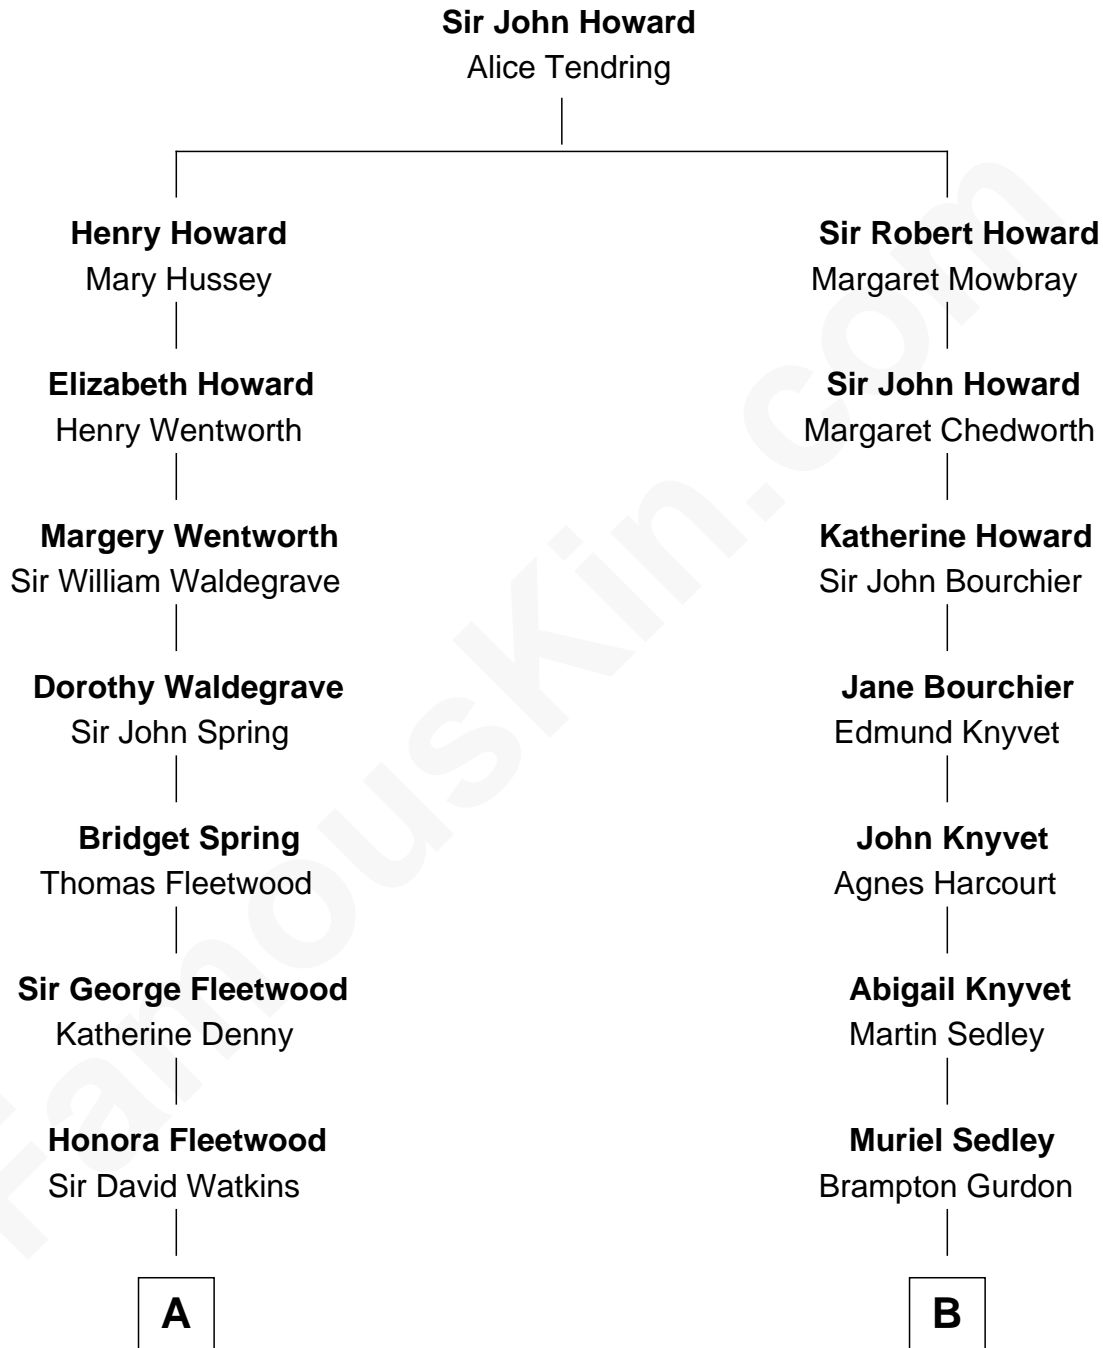 Sir John Howard
Alice Tendring
Henry Howard
Mary Hussey
Sir Robert Howard
Margaret Mowbray
Elizabeth Howard
Henry Wentworth
Sir John Howard
Margaret Chedworth
Margery Wentworth
Sir William Waldegrave
Katherine Howard
Sir John Bourchier
Dorothy Waldegrave
Sir John Spring
Jane Bourchier
Edmund Knyvet
Bridget Spring
Thomas Fleetwood
John Knyvet
Agnes Harcourt
Sir George Fleetwood
Katherine Denny
Abigail Knyvet
Martin Sedley
Honora Fleetwood
Sir David Watkins
Muriel Sedley
Brampton Gurdon
A
B
FamousKin.com